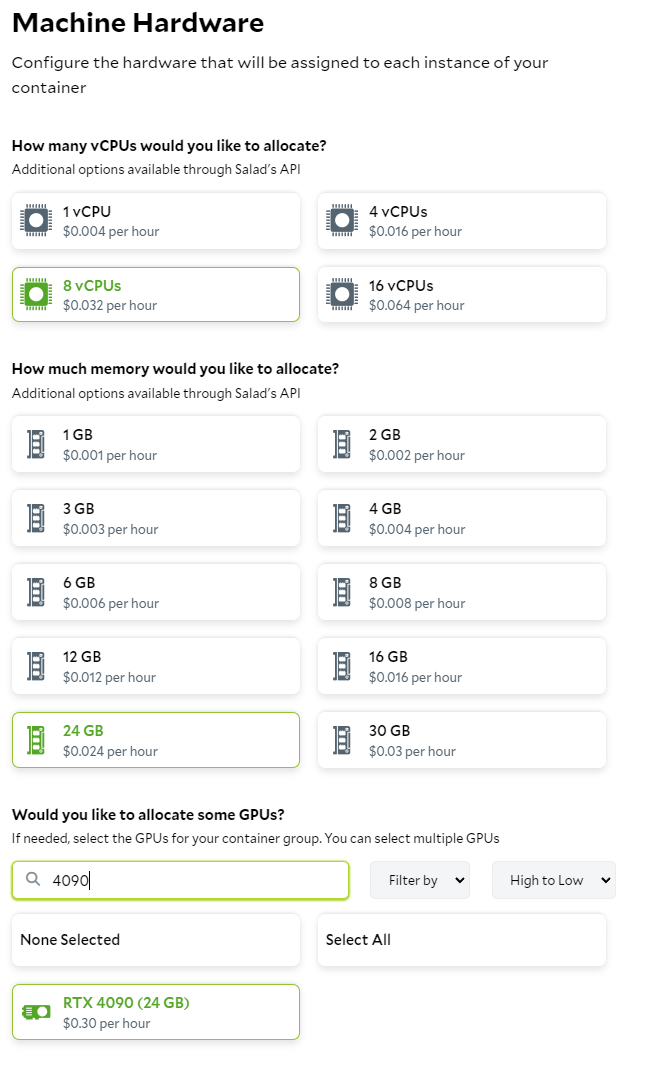 Machine Hardware
Configure the hardware that will be assigned to each instance of your
container
How many vCPUs would you like to allocate?
Additional options available through Salad's API
1 vCPU
$0.004 per hour
4 vCPUs
$0.016 per hour
8 vCPUs
$0.032 per hour
16 vCPUs
$0.064 per hour
How much memory would you like to allocate?
Additional options available through Salad's API
1 GB
$0.001 per hour
2 GB
$0.002 per hour
3 GB
$0.003 per hour
4 GB
$0.004 per hour
6 GB
$0.006 per hour
8 GB
$0.008 per hour
12 GB
$0.012 per hour
16 GB
$0.016 per hour
24 GB
$0.024 per hour
30 GB
$0.03 per hour
Would you like to allocate some GPUs?
If needed, select the GPUs for your container group. You can select multiple GPUs
4090
Filter by
High to Low
None Selected
Select All
RTX 4090 (24 GB)
$0.30 per hour